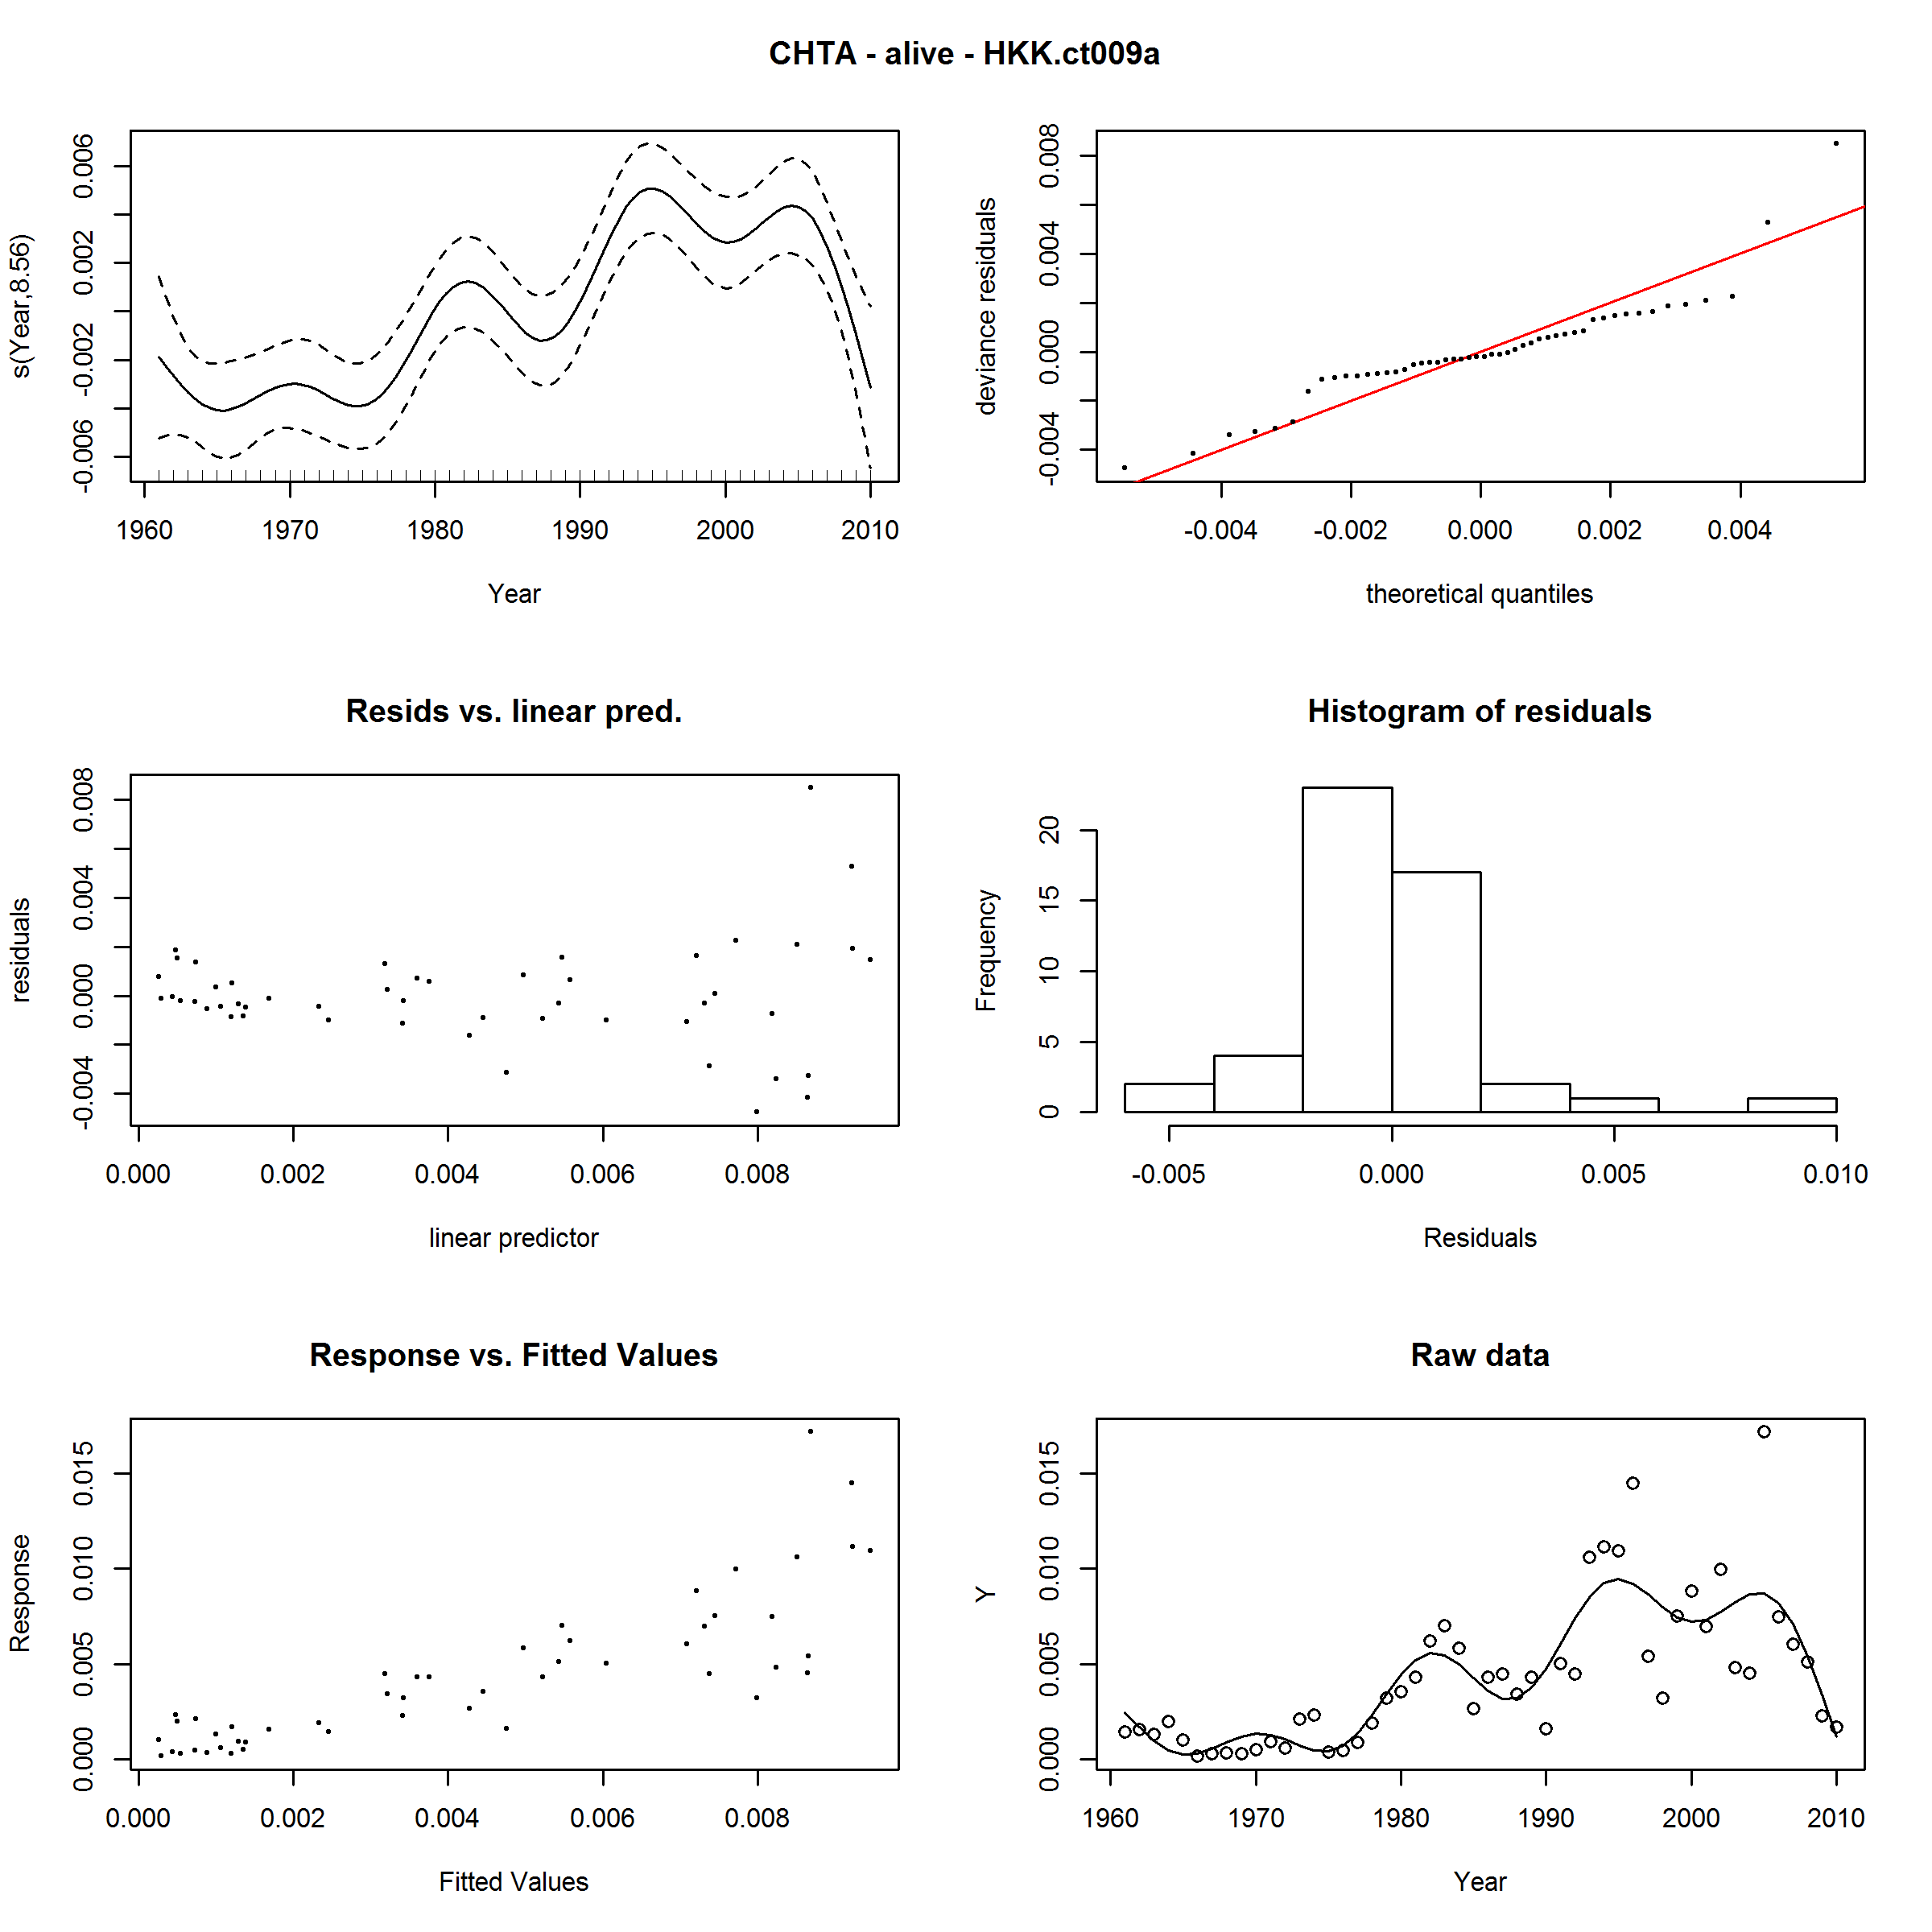 CHTA - alive - HKK.ct009a
s(Year,8.56)
-0.006 -0.002 0.002 0.006
1960 1970 1980 1990 2000 2010
Year
deviance residuals
-0.004 0.000 0.004 0.008
-0.004 -0.002 0.000 0.002 0.004
theoretical quantiles
Resids vs. linear pred.
residuals
-0.004 0.000 0.004 0.008
0.000 0.002 0.004 0.006 0.008
linear predictor
Histogram of residuals
Frequency
0 5 10 15 20
-0.005 0.000 0.005 0.010
Residuals
Response vs. Fitted Values
Response
0.000 0.005 0.010 0.015
0.000 0.002 0.004 0.006 0.008
Fitted Values
Raw data
Y
0.000 0.005 0.010 0.015
1960 1970 1980 1990 2000 2010
Year